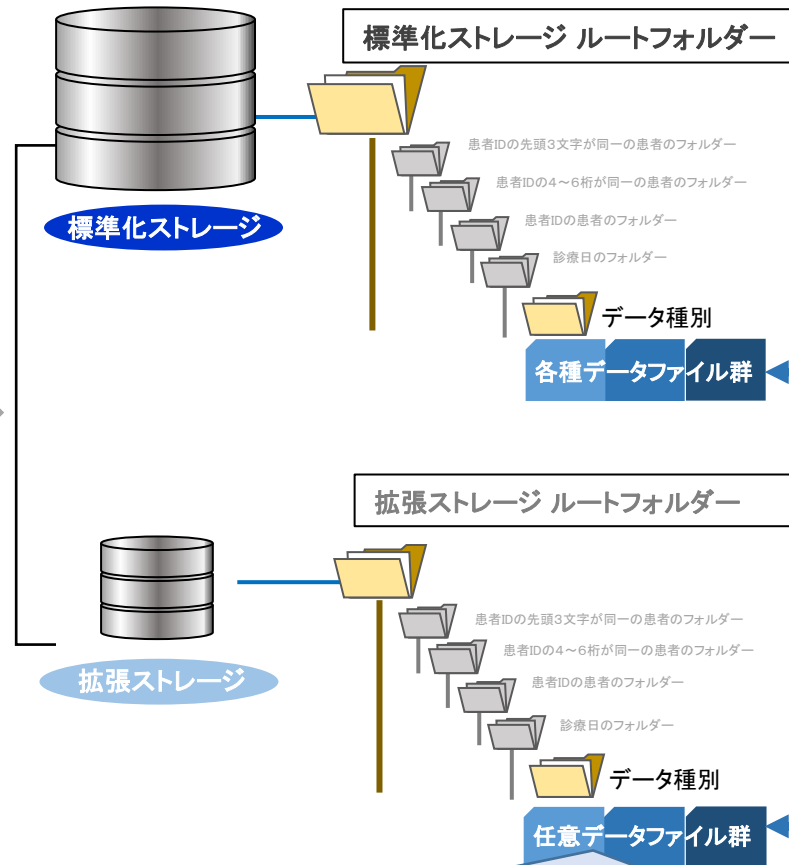 標準化ストレージ ルートフォルダー
患者IDの先頭3文字が同一の患者のフォルダー
患者IDの4～6桁が同一の患者のフォルダー
患者IDの患者のフォルダー
診療日のフォルダー
標準化ストレージ
データ種別
各種データファイル群
拡張ストレージ ルートフォルダー
患者IDの先頭3文字が同一の患者のフォルダー
患者IDの4～6桁が同一の患者のフォルダー
患者IDの患者のフォルダー
診療日のフォルダー
拡張ストレージ
データ種別
任意データファイル群